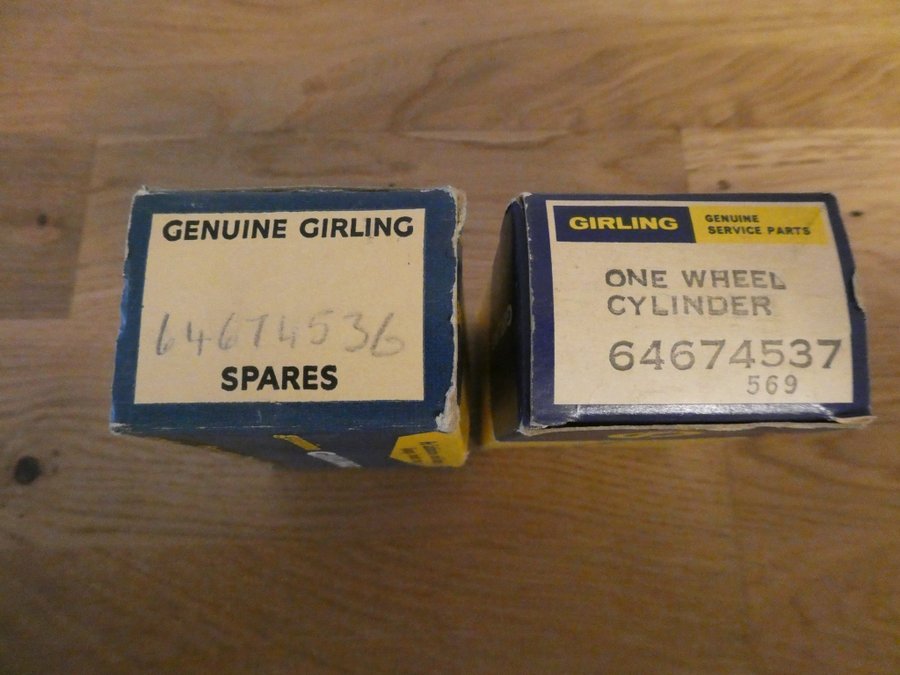 GENUINE GIRLING
64674536
SPARES
GIRLING
GENUINE
SERVICE PARTS
ONE WHEEL
CYLINDER
64674537
569